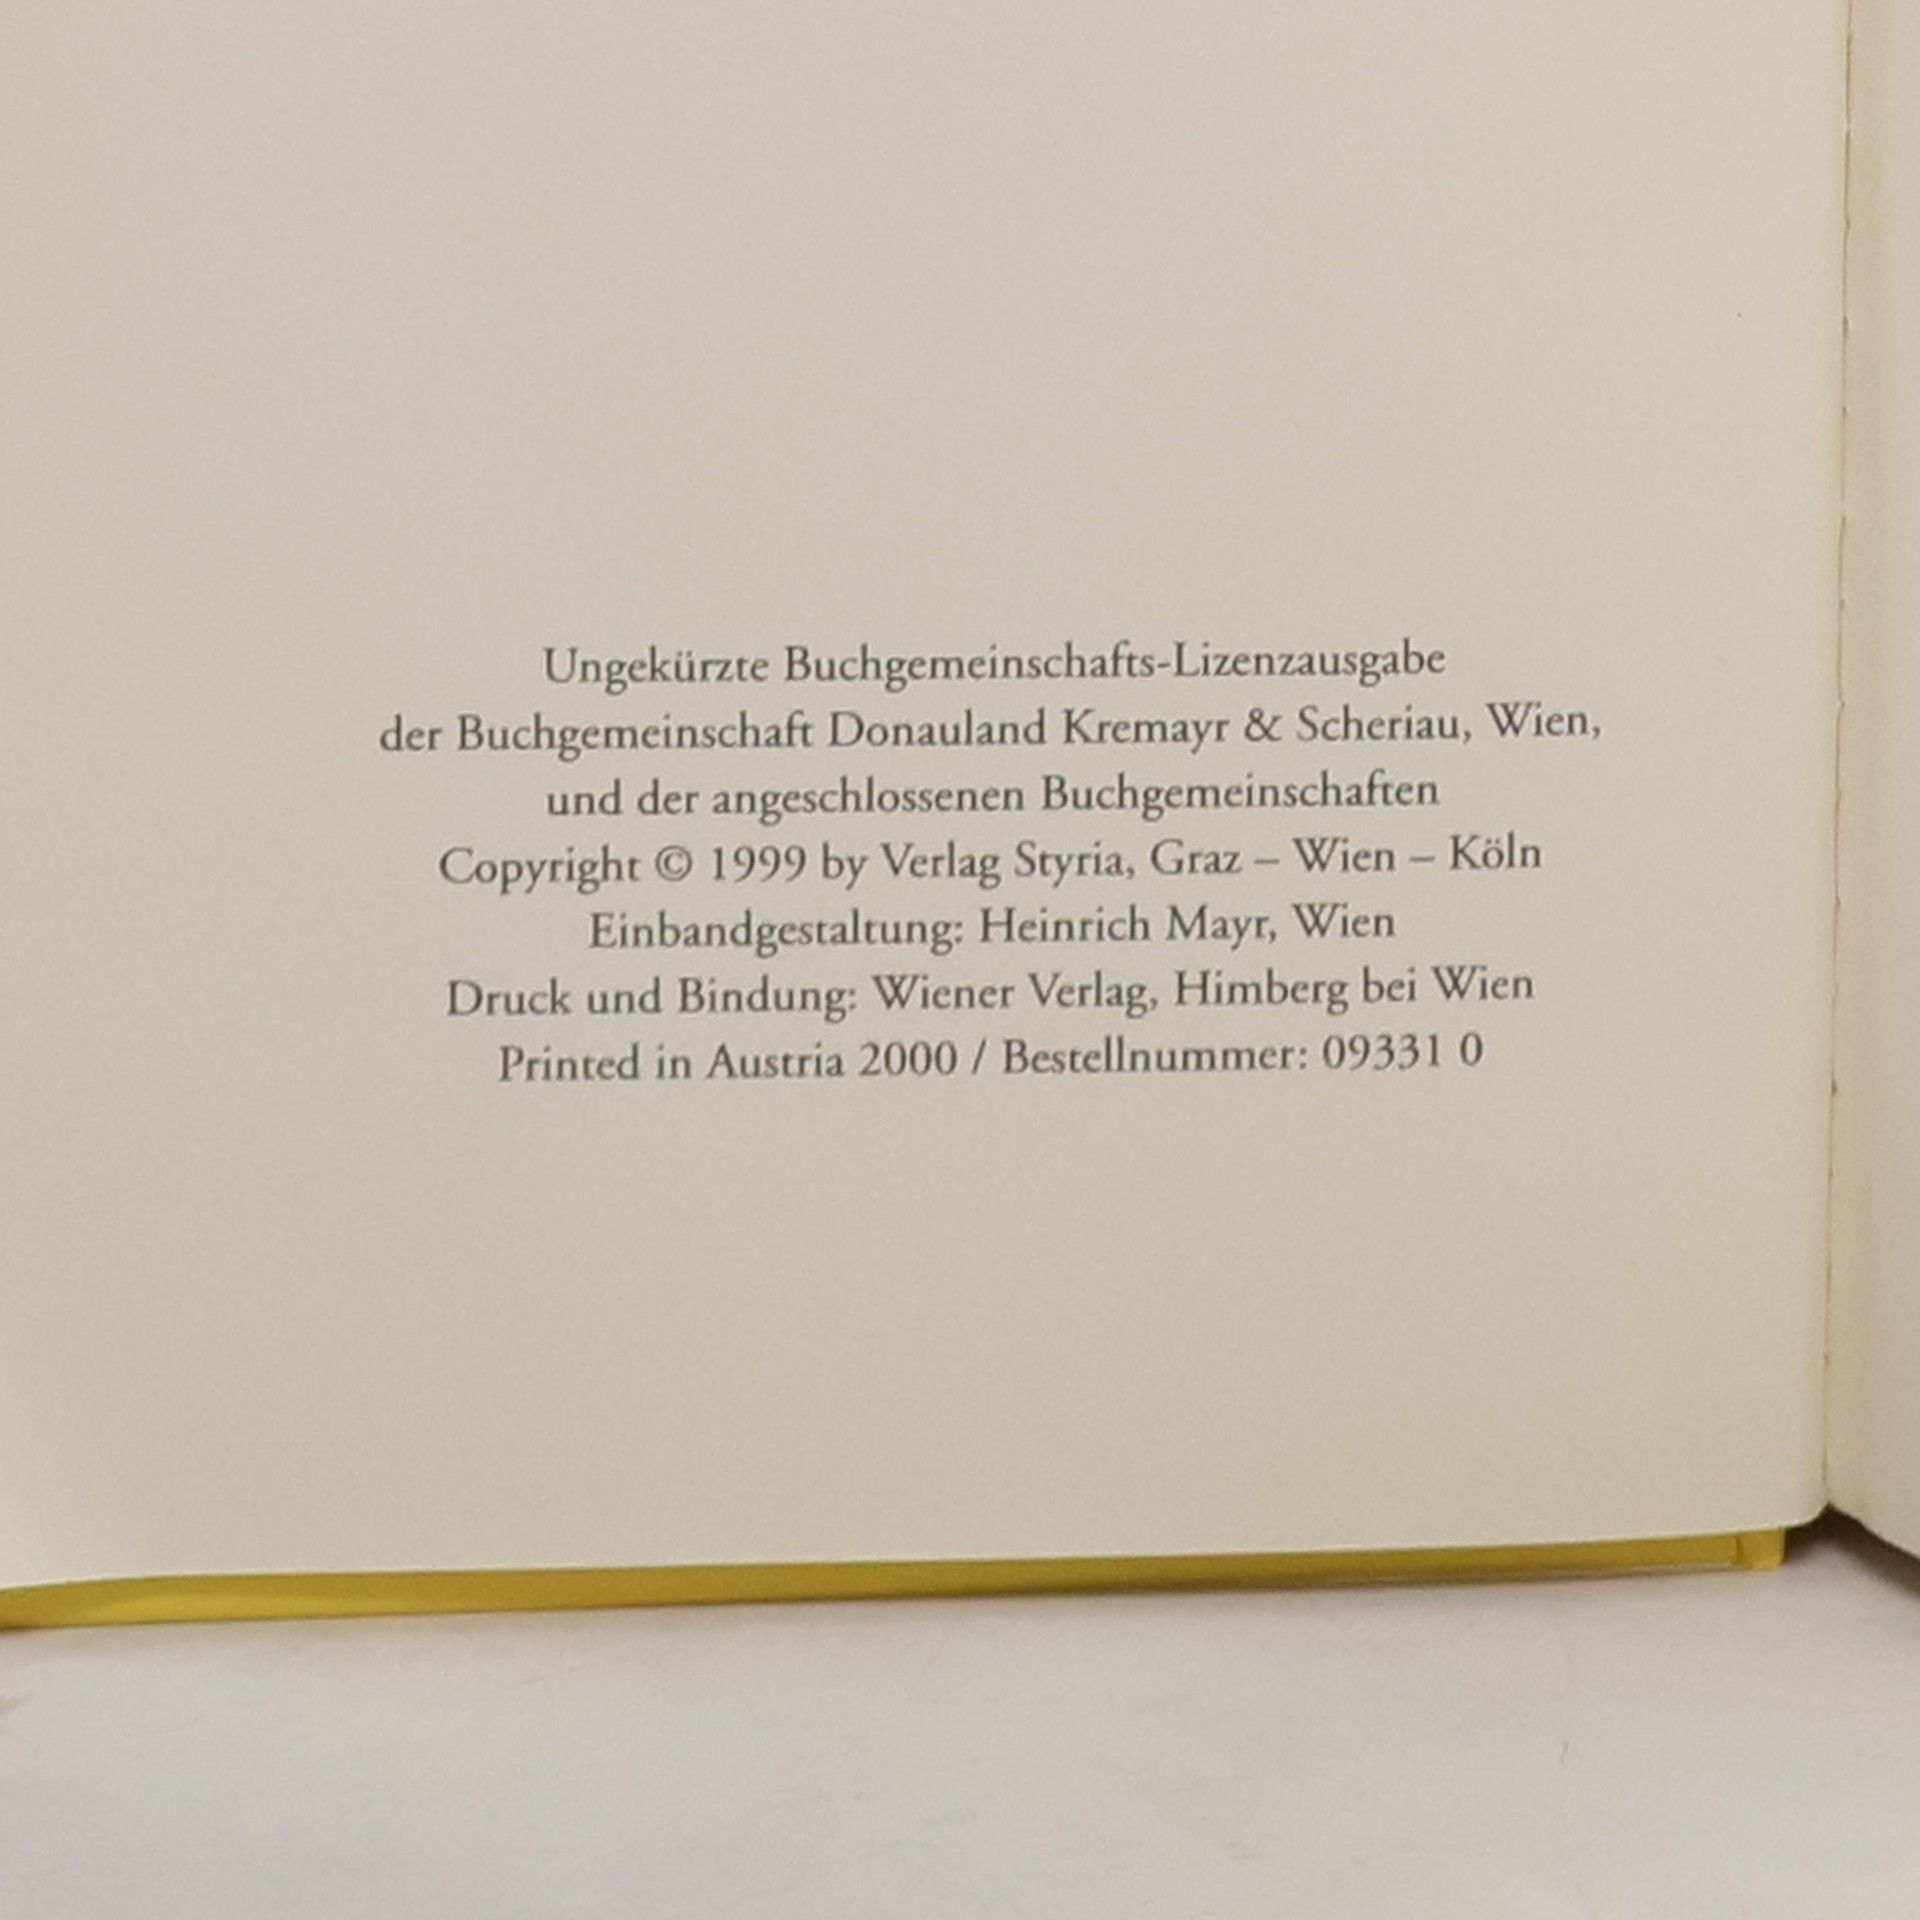 Ungekürzte Buchgemeinschafts-Lizenzausgabe
der Buchgemeinschaft Donauland Kremayr & Scheriau, Wien,
und der angeschlossenen Buchgemeinschaften
Copyright © 1999 by Verlag Styria, Graz – Wien – Köln
Einbandgestaltung: Heinrich Mayr, Wien
Druck und Bindung: Wiener Verlag, Himberg bei Wien
Printed in Austria 2000 / Bestellnummer: 09331 0